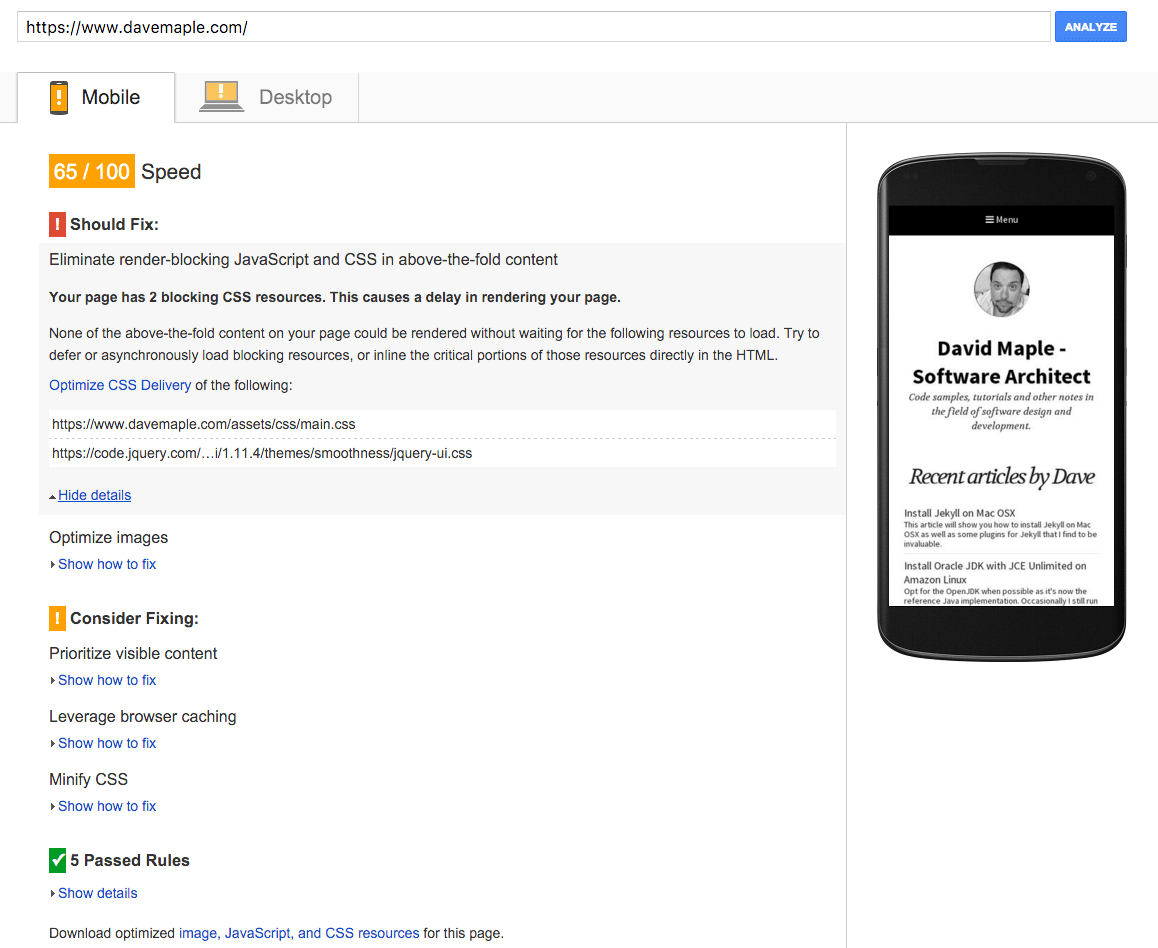 https://www.davemaple.com/
ANALYZE
Mobile
Desktop
65 / 100 Speed
! Should Fix:
Eliminate render-blocking JavaScript and CSS in above-the-fold content
Your page has 2 blocking CSS resources. This causes a delay in rendering your page.
None of the above-the-fold content on your page could be rendered without waiting for the following resources to load. Try to
defer or asynchronously load blocking resources, or inline the critical portions of those resources directly in the HTML.
Optimize CSS Delivery of the following:
https://www.davemaple.com/assets/css/main.css
https://code.jquery.com/…i/1.11.4/themes/smoothness/jquery-ui.css
Hide details
Optimize images
Show how to fix
! Consider Fixing:
Prioritize visible content
Show how to fix
Leverage browser caching
Show how to fix
Minify CSS
Show how to fix
5 Passed Rules
Show details
Download optimized image, JavaScript, and CSS resources for this page.
Menu
David Maple -
Software Architect
Code samples, tutorials and other notes in
the field of software design and
development.
Recent articles by Dave
Install Jekyll on Mac OSX
This article will show you how to install Jekyll on Mac
OSX as well as some plugins for Jekyll that I find to be
invaluable.
Install Oracle JDK with JCE Unlimited on
Amazon Linux
Opt for the OpenJDK when possible as it's now the
reference Java implementation. Occasionally I still run